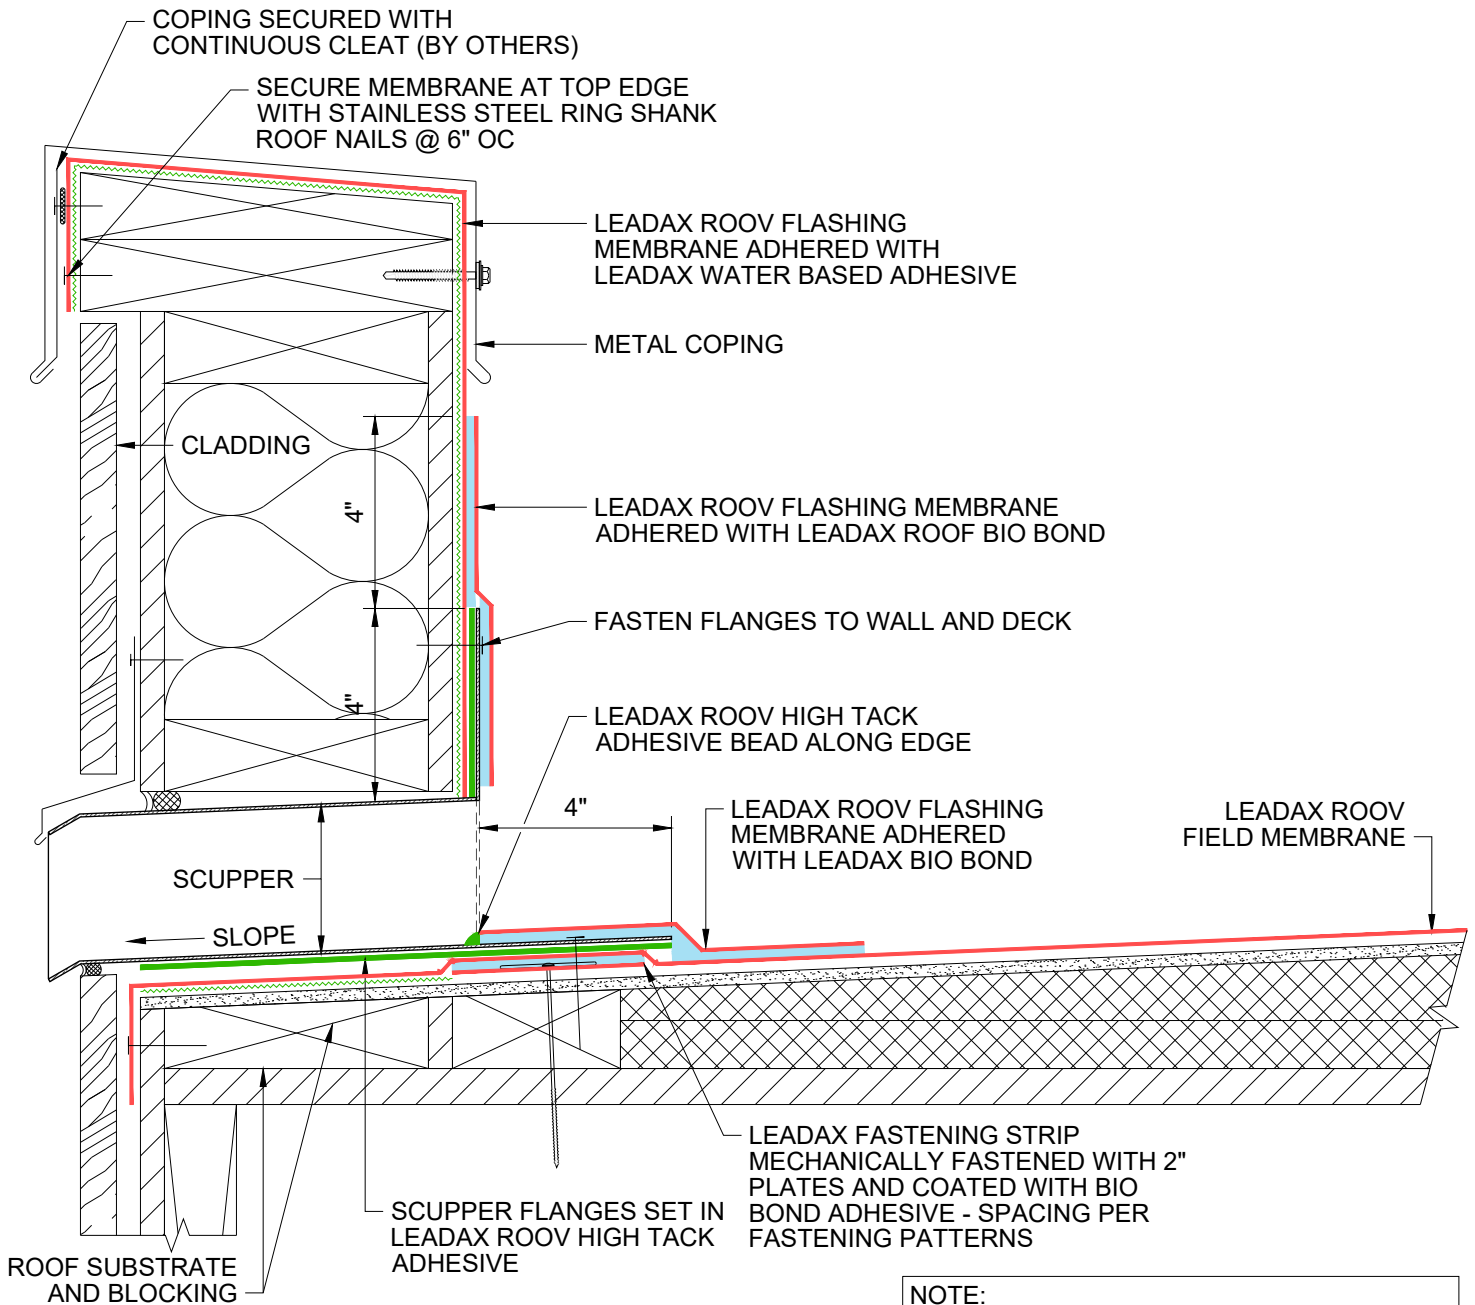 COPING SECURED WITH
CONTINUOUS CLEAT (BY OTHERS)
SECURE MEMBRANE AT TOP EDGE
WITH STAINLESS STEEL RING SHANK
ROOF NAILS @ 6" OC
LEADAX ROOV FLASHING
MEMBRANE ADHERED WITH
LEADAX WATER BASED ADHESIVE
METAL COPING
CLADDING
4"
LEADAX ROOV FLASHING MEMBRANE
ADHERED WITH LEADAX ROOF BIO BOND
FASTEN FLANGES TO WALL AND DECK
4"
LEADAX ROOV HIGH TACK
ADHESIVE BEAD ALONG EDGE
4"
LEADAX ROOV FLASHING
MEMBRANE ADHERED
WITH LEADAX BIO BOND
LEADAX ROOV
FIELD MEMBRANE
SCUPPER
SLOPE
LEADAX FASTENING STRIP
MECHANICALLY FASTENED WITH 2"
PLATES AND COATED WITH BIO
BOND ADHESIVE - SPACING PER
FASTENING PATTERNS
SCUPPER FLANGES SET IN
LEADAX ROOV HIGH TACK
ADHESIVE
ROOF SUBSTRATE
AND BLOCKING
NOTE: